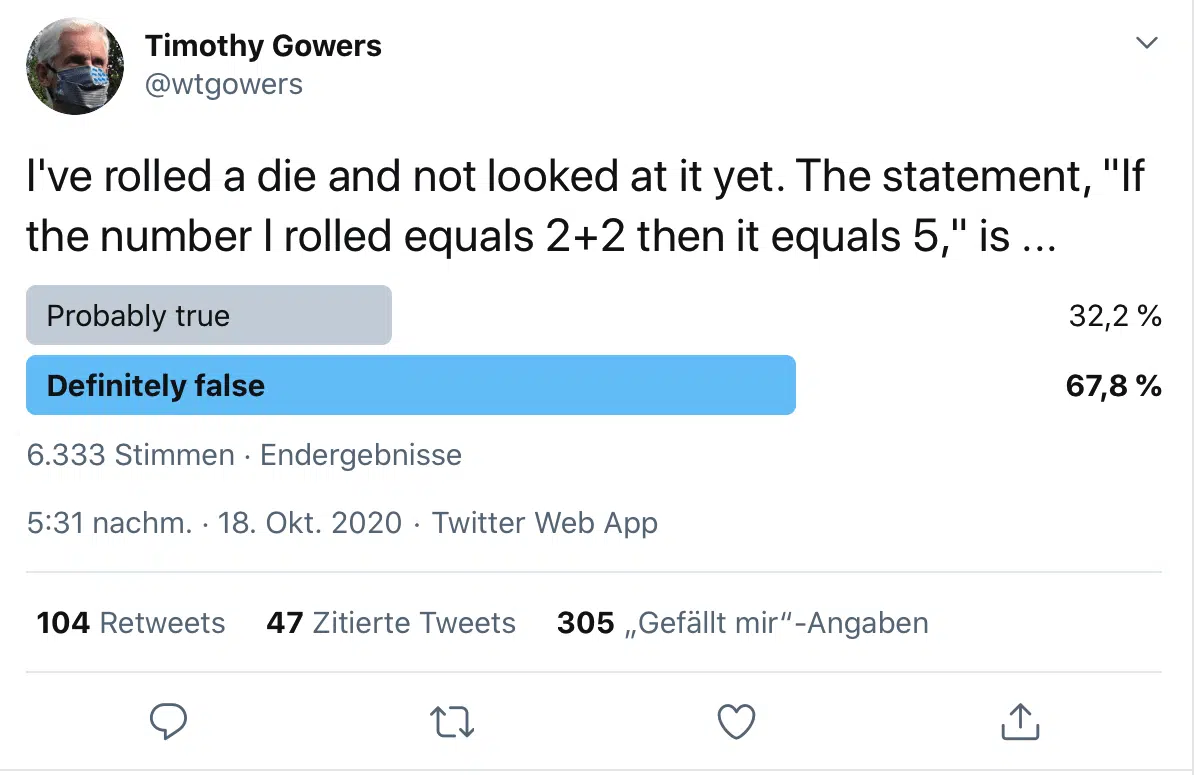 Timothy Gowers
@wtgowers
I've rolled a die and not looked at it yet. The statement, "If
the number I rolled equals 2+2 then it equals 5," is ...
Probably true 32,2 %
Definitely false 67,8 %
6.333 Stimmen · Endergebnisse
5:31 nachm. · 18. Okt. 2020 · Twitter Web App
104 Retweets 47 Zitierte Tweets 305 „Gefällt mir“-Angaben